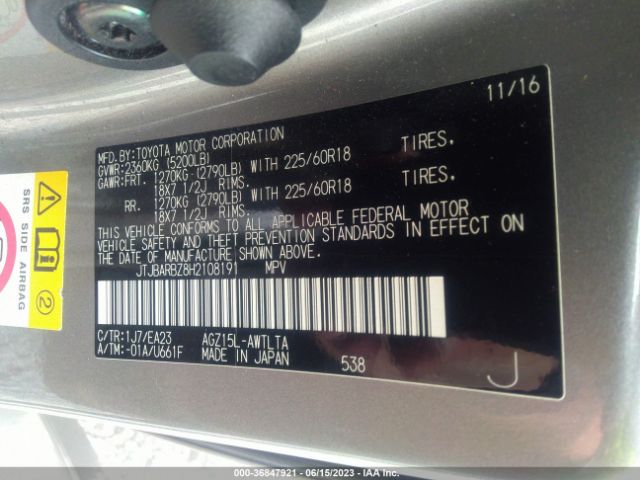 11/16
MFD.BY:TOYOTA MOTOR CORPORATION
GVWR:2360KG (5200LB)
GAWR:FRT. 1270KG (2790LB) WITH 225/60R18 TIRES.
18X7 1/2J RIMS.
RR. 1270KG (2790LB) WITH 225/60R18 TIRES.
18X7 1/2J RIMS.
THIS VEHICLE CONFORMS TO ALL APPLICABLE FEDERAL MOTOR
VEHICLE SAFETY AND THEFT PREVENTION STANDARDS IN EFFECT ON
THE DATE OF MANUFACTURE SHOWN ABOVE.
JTJBARBZ8H2108191 MPV
C/TR:1J7/EA23 AGZ15L-AWTLTA
A/TM:-01A/U661F MADE IN JAPAN 538
J
SRS SIDE AIRBAG
2
000-36847921 - 06/15/2023 - IAA Inc.